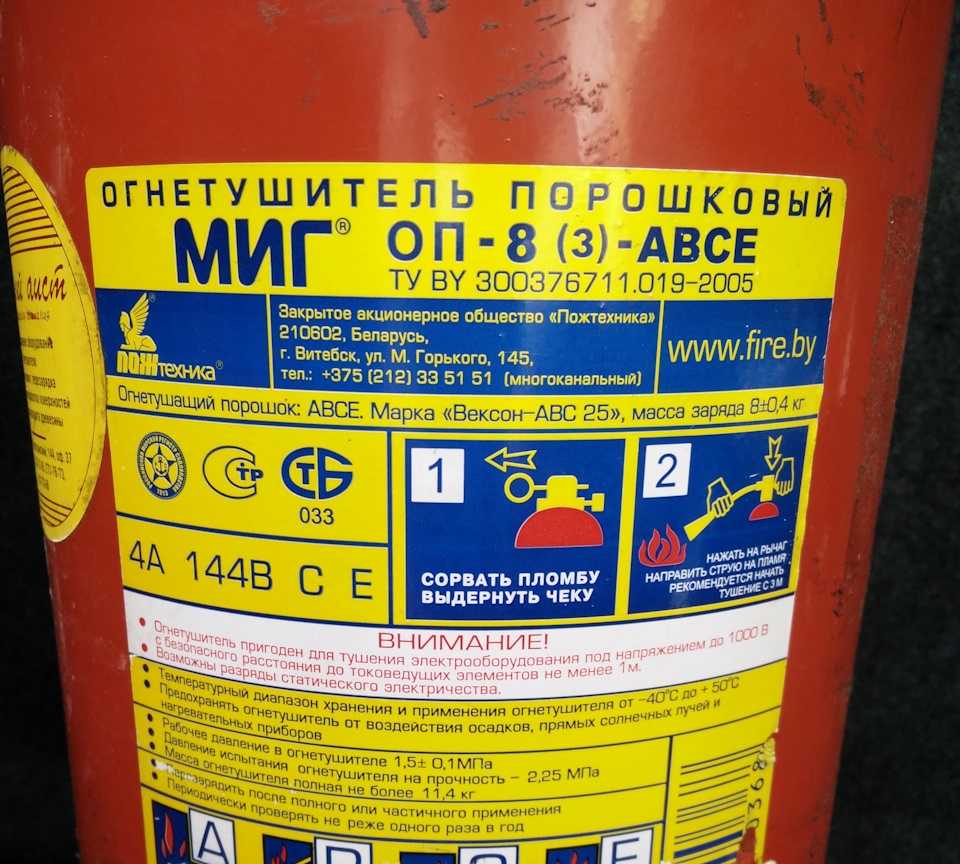 ОГНЕТУШИТЕЛЬ ПОРОШКОВЫЙ
МИГ® ОП-8 (3)-АВСЕ
ТУ BY 300376711.019-2005
ПОЖтехника®
Закрытое акционерное общество «Пожтехника»
210602, Беларусь,
г. Витебск, ул. М. Горького, 145,
тел.: +375 (212) 33 51 51 (многоканальный)
www.fire.by
Огнетушащий порошок: АВСЕ. Марка «Вексон-АВС 25», масса заряда 8±0,4 кг
СТР
СТБ
033
4А 144В С Е
1
СОРВАТЬ ПЛОМБУ
ВЫДЕРНУТЬ ЧЕКУ
2
НАЖАТЬ НА РЫЧАГ
НАПРАВИТЬ СТРУЮ НА ПЛАМЯ
РЕКОМЕНДУЕТСЯ НАЧАТЬ
ТУШЕНИЕ С 3 М
ВНИМАНИЕ!
• Огнетушитель пригоден для тушения электрооборудования под напряжением до 1000 В
с безопасного расстояния до токоведущих элементов не менее 1м.
• Возможны разряды статического электричества.
• Температурный диапазон хранения и применения огнетушителя от -40°С до +50°С
• Предохранять огнетушитель от воздействия осадков, прямых солнечных лучей и
нагревательных приборов
• Рабочее давление в огнетушителе 1,5± 0,1МПа
• Давление испытания огнетушителя на прочность - 2,25 МПа
• Масса огнетушителя полная не более 11,4 кг
• Перезарядить после полного или частичного применения
• Периодически проверять не реже одного раза в год
А В С Е
аист